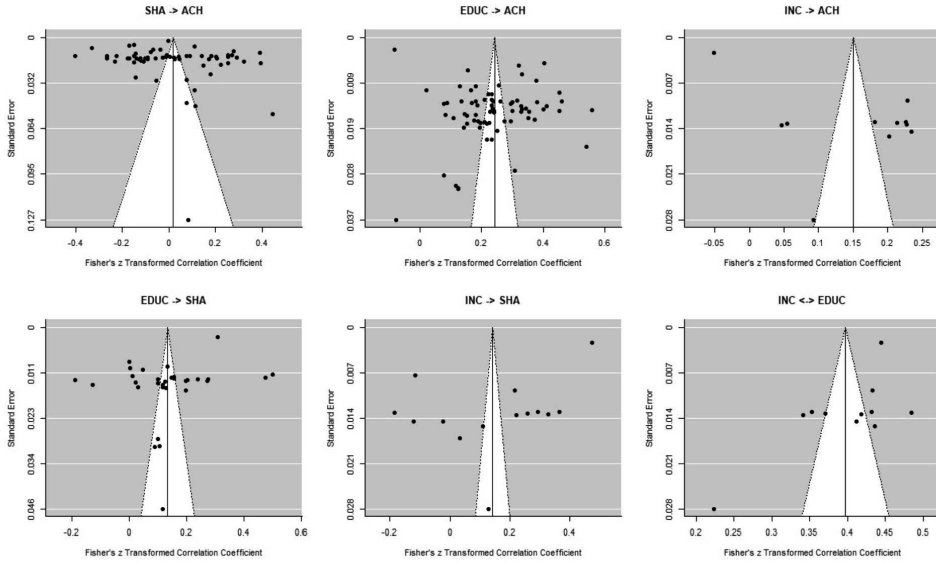 SHA -> ACH
Standard Error
0
0.032
0.064
0.095
0.127
-0.4 -0.2 0 0.2 0.4
Fisher's z Transformed Correlation Coefficient
EDUC -> ACH
Standard Error
0
0.009
0.019
0.028
0.037
0 0.2 0.4 0.6
Fisher's z Transformed Correlation Coefficient
INC -> ACH
Standard Error
0
0.007
0.014
0.021
0.028
-0.05 0 0.05 0.1 0.15 0.2 0.25
Fisher's z Transformed Correlation Coefficient
EDUC -> SHA
Standard Error
0
0.011
0.023
0.034
0.046
-0.2 0 0.2 0.4 0.6
Fisher's z Transformed Correlation Coefficient
INC -> SHA
Standard Error
0
0.007
0.014
0.021
0.028
-0.2 0 0.2 0.4
Fisher's z Transformed Correlation Coefficient
INC <-> EDUC
Standard Error
0
0.007
0.014
0.021
0.028
0.2 0.25 0.3 0.35 0.4 0.45 0.5
Fisher's z Transformed Correlation Coefficient